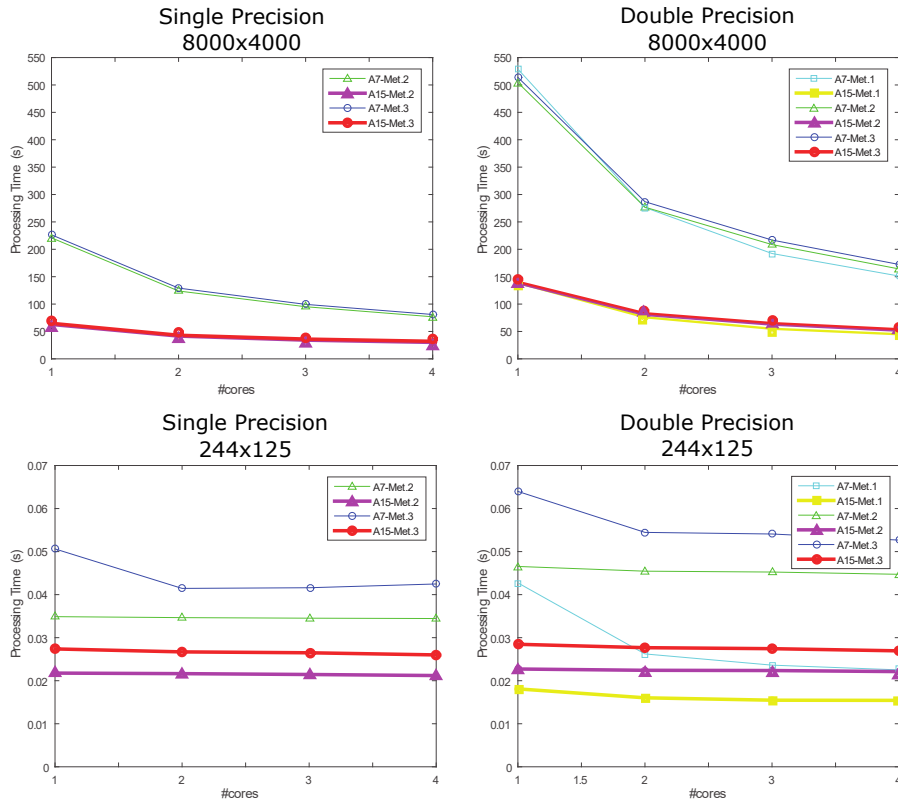 Single Precision
8000x4000
550
500
450
400
350
300
250
200
150
100
50
0
Processing Time (s)
1
2
3
4
#cores
A7-Met.2
A15-Met.2
A7-Met.3
A15-Met.3
Double Precision
8000x4000
550
500
450
400
350
300
250
200
150
100
50
0
Processing Time (s)
1
2
3
4
#cores
A7-Met.1
A15-Met.1
A7-Met.2
A15-Met.2
A7-Met.3
A15-Met.3
Single Precision
244x125
0.07
0.06
0.05
0.04
0.03
0.02
0.01
0
Processing Time (s)
1
2
3
4
#cores
A7-Met.2
A15-Met.2
A7-Met.3
A15-Met.3
Double Precision
244x125
0.07
0.06
0.05
0.04
0.03
0.02
0.01
0
Processing Time (s)
1
1.5
2
3
4
#cores
A7-Met.1
A15-Met.1
A7-Met.2
A15-Met.2
A7-Met.3
A15-Met.3